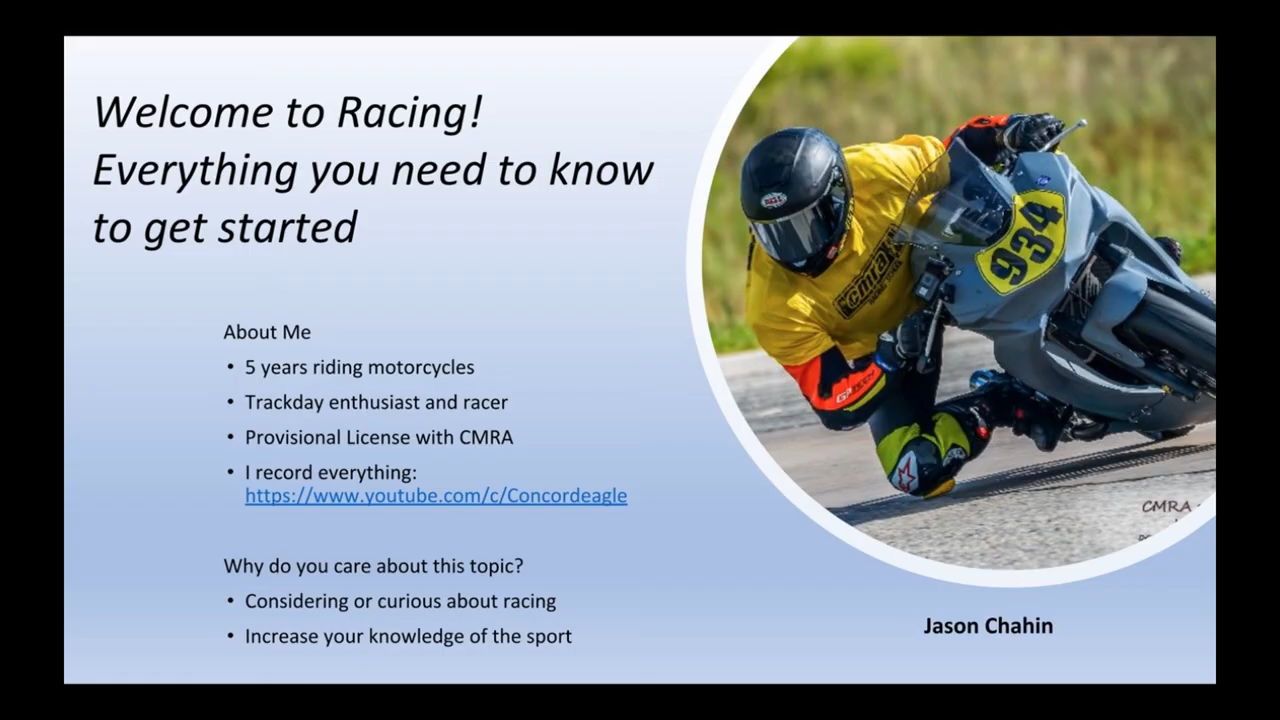 Welcome to Racing!
Everything you need to know
to get started
About Me
• 5 years riding motorcycles
• Trackday enthusiast and racer
• Provisional License with CMRA
• I record everything:
https://www.youtube.com/c/Concordeagle
Why do you care about this topic?
• Considering or curious about racing
• Increase your knowledge of the sport
BELL
934
cmra
CMRA
Jason Chahin